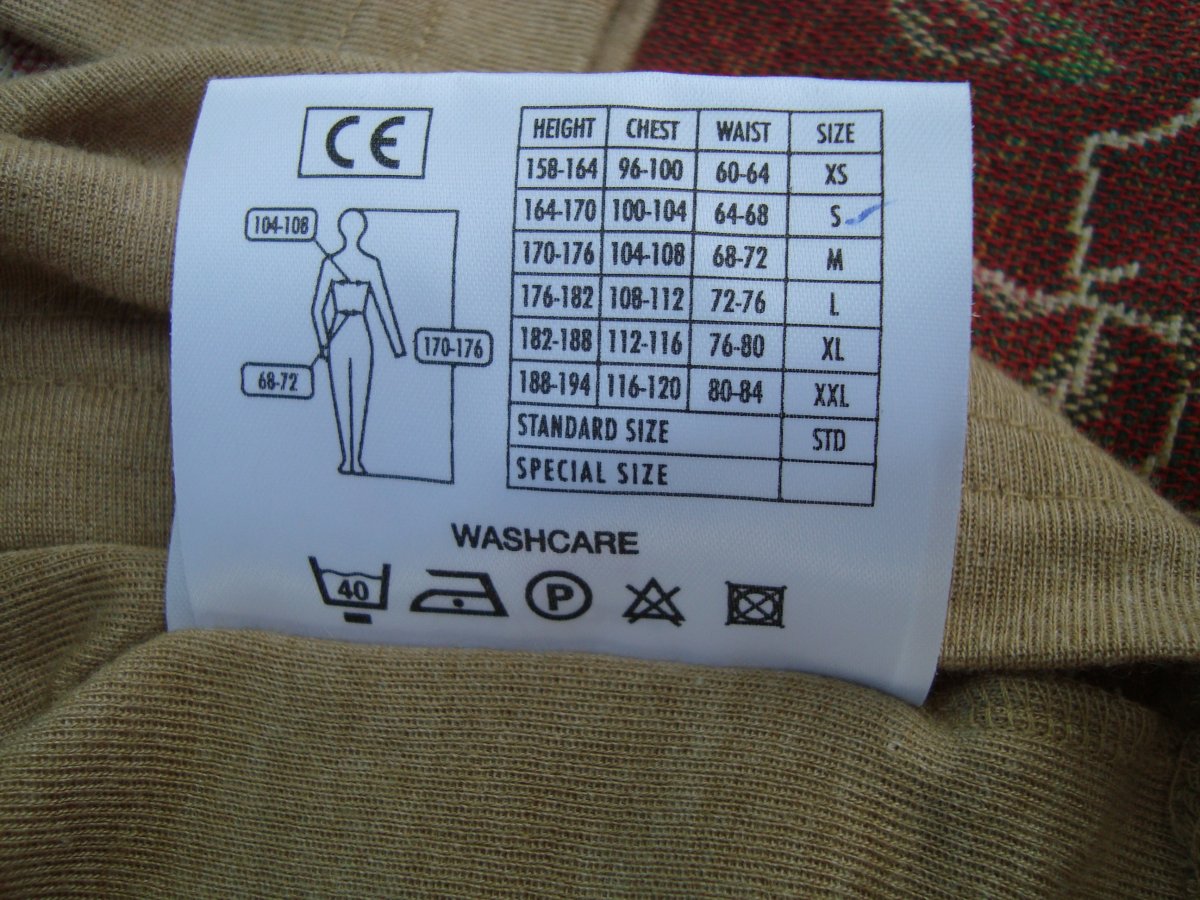 CE
HEIGHT CHEST WAIST SIZE
158-164 96-100 60-64 XS
164-170 100-104 64-68 S
170-176 104-108 68-72 M
176-182 108-112 72-76 L
182-188 112-116 76-80 XL
188-194 116-120 80-84 XXL
STANDARD SIZE STD
SPECIAL SIZE
104-108
170-176
68-72
WASHCARE
40
P